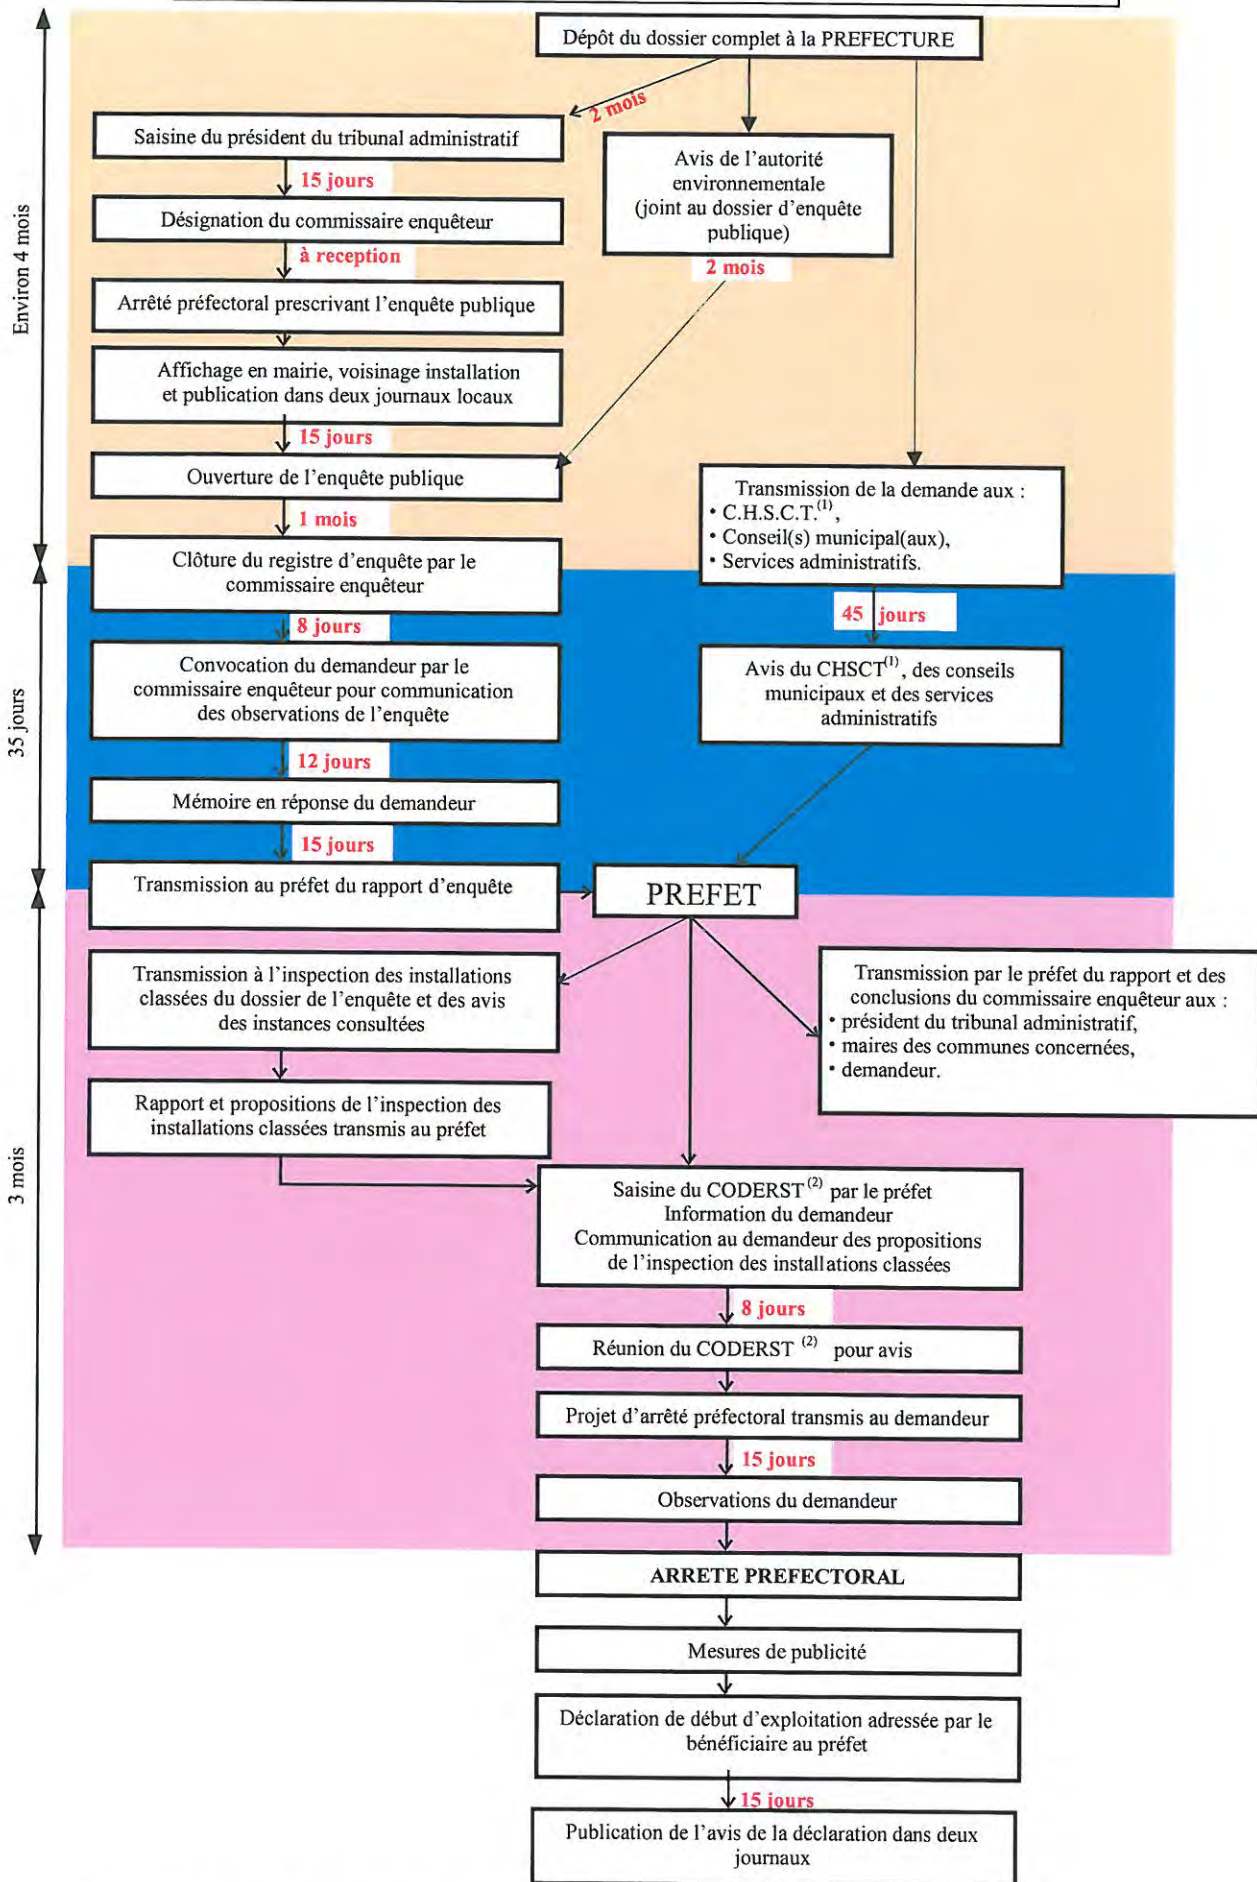 Dépôt du dossier complet à la PREFECTURE
2 mois
Saisine du président du tribunal administratif
15 jours
Désignation du commissaire enquêteur
à reception
Arrêté préfectoral prescrivant l'enquête publique
Affichage en mairie, voisinage installation
et publication dans deux journaux locaux
15 jours
Ouverture de l'enquête publique
1 mois
Clôture du registre d'enquête par le
commissaire enquêteur
Avis de l'autorité
environnementale
(joint au dossier d'enquête
publique)
2 mois
Transmission de la demande aux :
• C.H.S.C.T.(1),
• Conseil(s) municipal(aux),
• Services administratifs.
Environ 4 mois
8 jours
Convocation du demandeur par le
commissaire enquêteur pour communication
des observations de l'enquête
12 jours
Mémoire en réponse du demandeur
15 jours
Transmission au préfet du rapport d'enquête
45 jours
Avis du CHSCT(1), des conseils
municipaux et des services
administratifs
35 jours
PREFET
Transmission à l'inspection des installations
classées du dossier de l'enquête et des avis
des instances consultées
Rapport et propositions de l'inspection des
installations classées transmis au préfet
Transmission par le préfet du rapport et des
conclusions du commissaire enquêteur aux :
• président du tribunal administratif,
• maires des communes concernées,
• demandeur.
3 mois
Saisine du CODERST (2) par le préfet
Information du demandeur
Communication au demandeur des propositions
de l'inspection des installations classées
8 jours
Réunion du CODERST (2) pour avis
Projet d'arrêté préfectoral transmis au demandeur
15 jours
Observations du demandeur
ARRETE PREFECTORAL
Mesures de publicité
Déclaration de début d'exploitation adressée par le
bénéficiaire au préfet
15 jours
Publication de l'avis de la déclaration dans deux
journaux